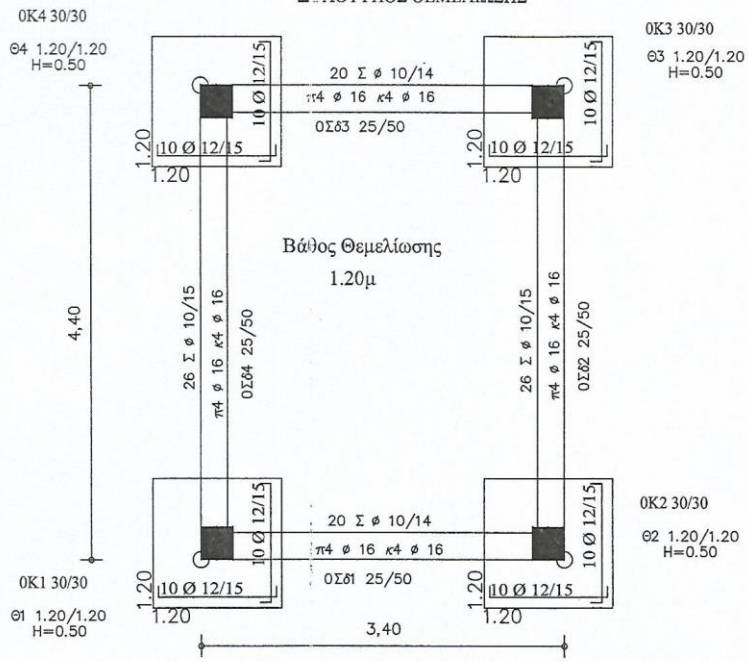 0K4 30/30
Θ4 1.20/1.20
H=0.50
0K3 30/30
Θ3 1.20/1.20
H=0.50
10 Ø 12/15
10 Ø 12/15
1.20
1.20
20 Σ ø 10/14
π4 ø 16 κ4 ø 16
0Σδ3 25/50
10 Ø 12/15
10 Ø 12/15
1.20
1.20
Βάθος Θεμελίωσης
1.20μ
4,40
26 Σ ø 10/15
π4 ø 16 κ4 ø 16
0Σδ4 25/50
26 Σ ø 10/15
π4 ø 16 κ4 ø 16
0Σδ2 25/50
10 Ø 12/15
10 Ø 12/15
1.20
1.20
20 Σ ø 10/14
π4 ø 16 κ4 ø 16
0Σδ1 25/50
10 Ø 12/15
10 Ø 12/15
1.20
1.20
0K2 30/30
Θ2 1.20/1.20
H=0.50
0K1 30/30
Θ1 1.20/1.20
H=0.50
3,40